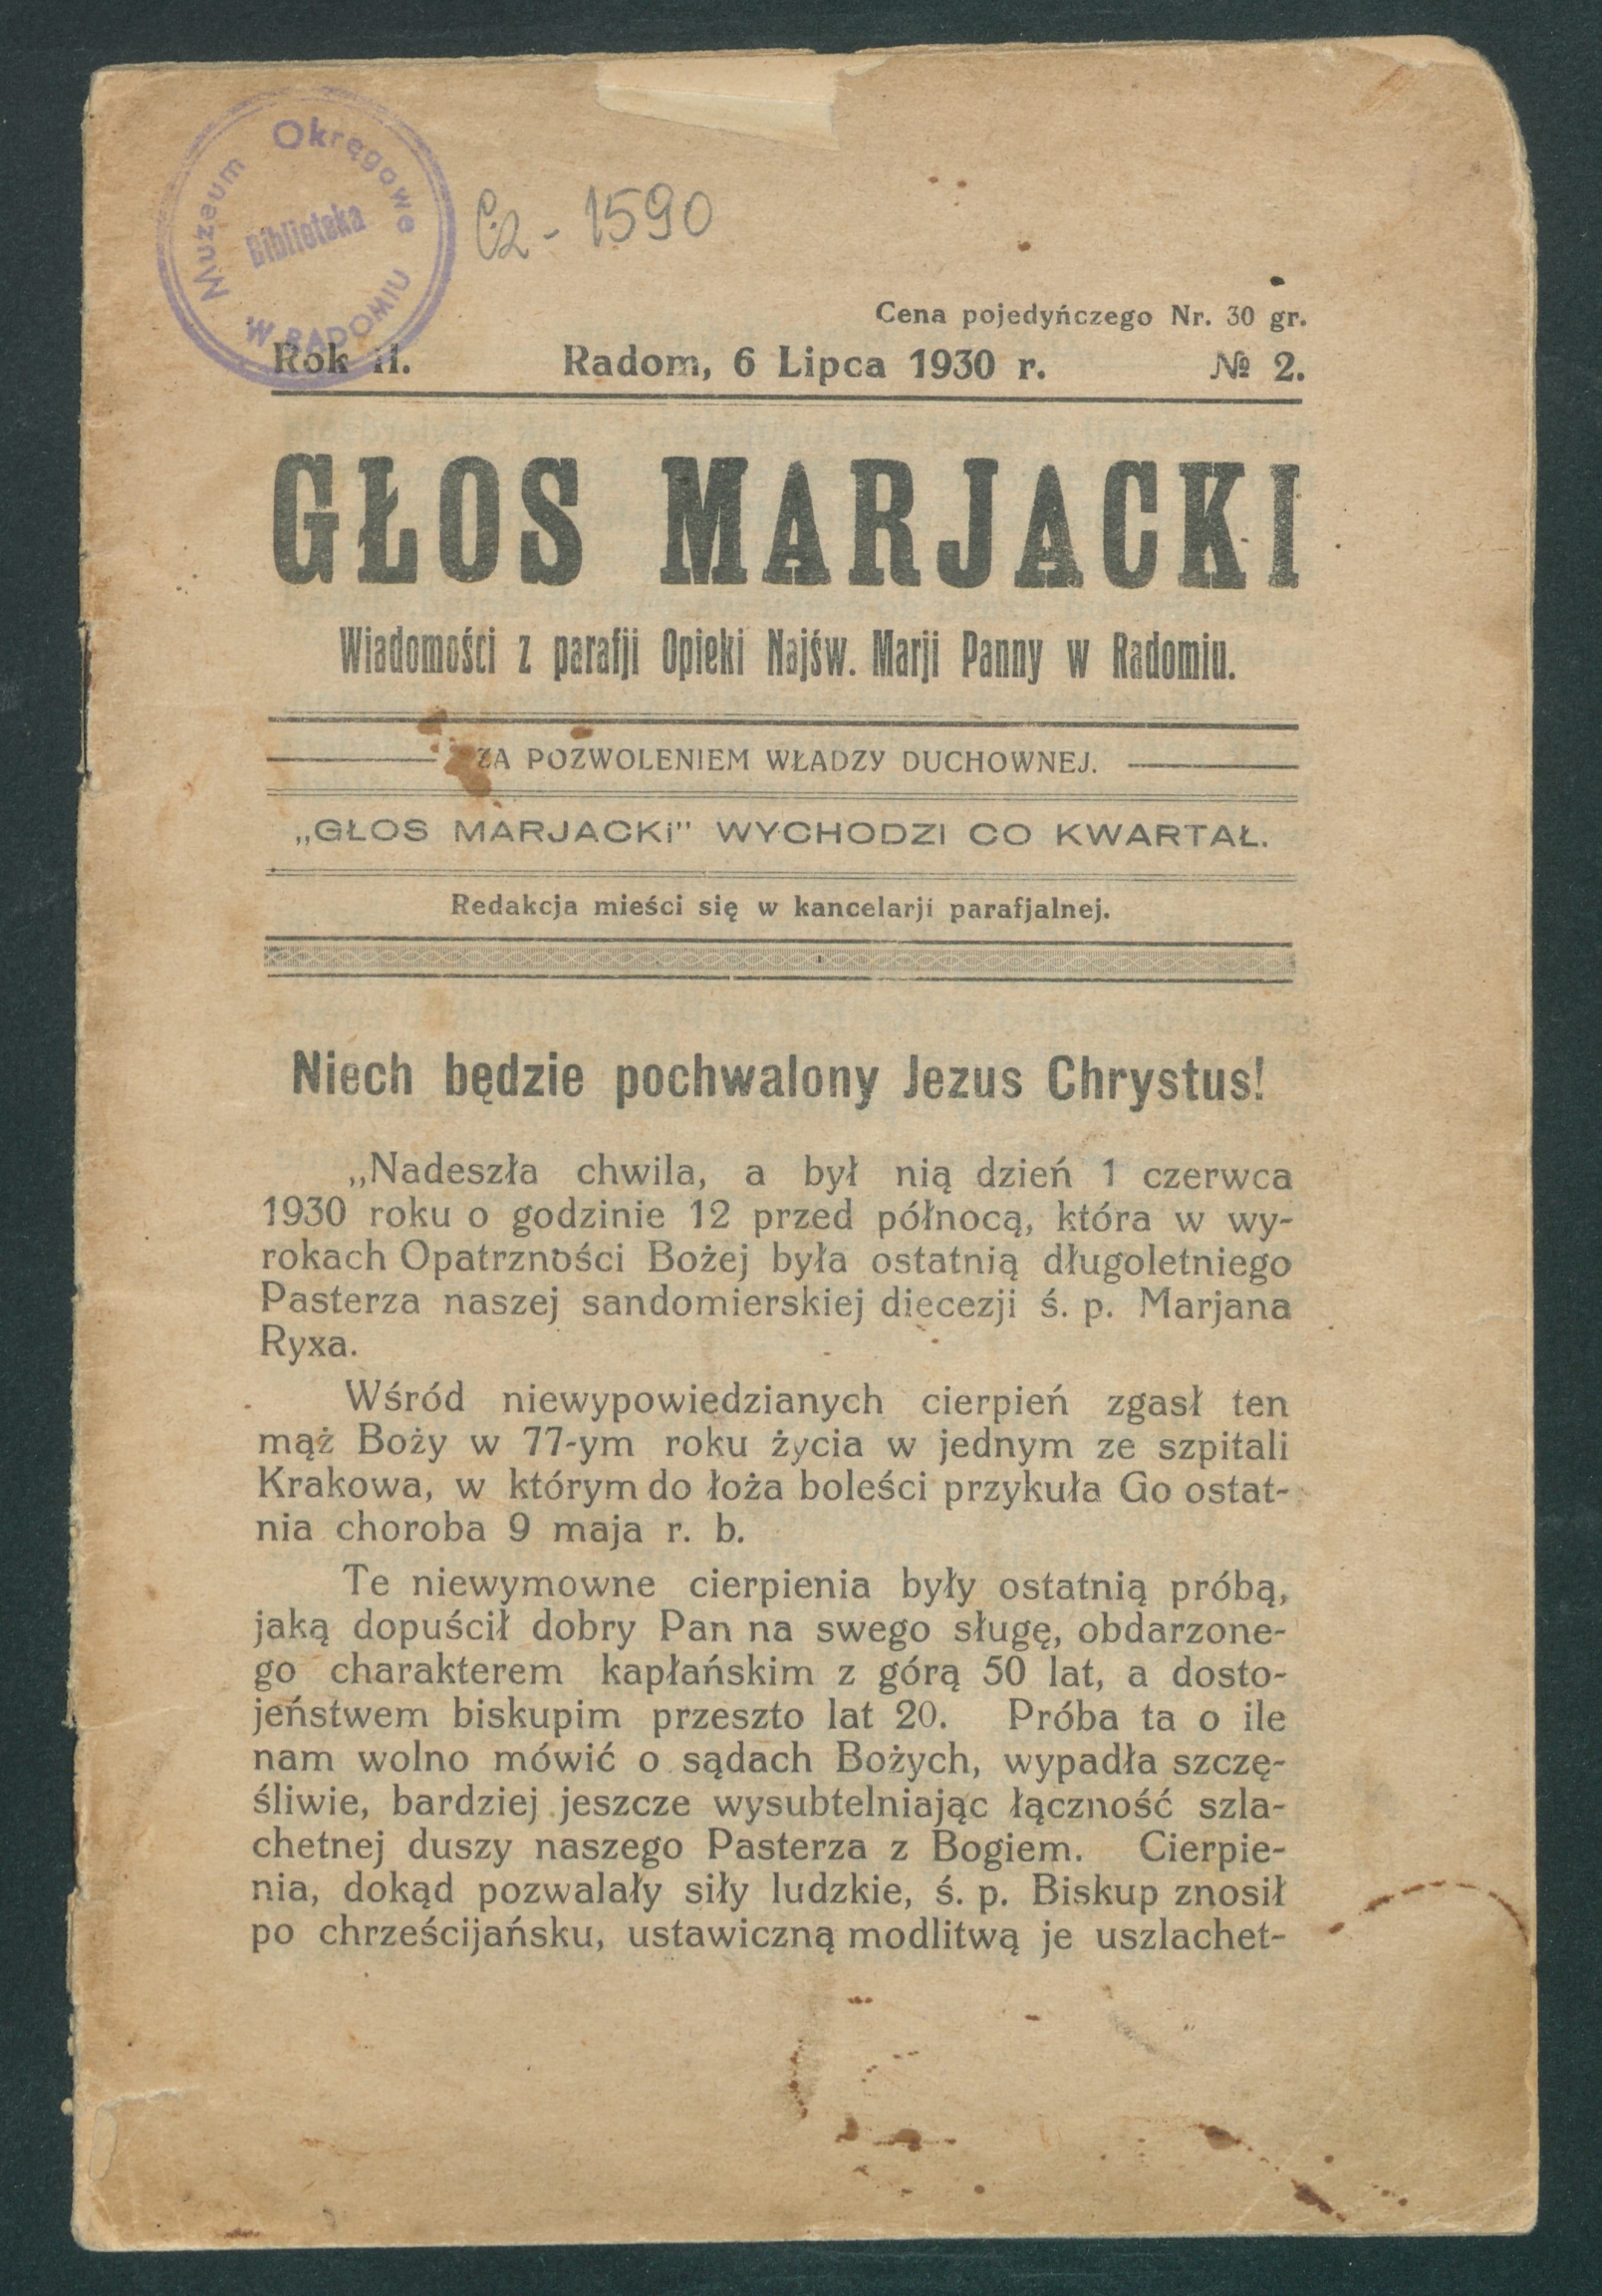 Muzeum Okręgowe
Biblioteka
W RADOMIU
Cz - 1590
Cena pojedyńczego Nr. 30 gr.
Rok II. Radom, 6 Lipca 1930 r. № 2.
GŁOS MARJACKI
Wiadomości z parafji Opieki Najśw. Marji Panny w Radomiu.
ZA POZWOLENIEM WŁADZY DUCHOWNEJ.
„GŁOS MARJACKi" WYCHODZI CO KWARTAŁ.
Redakcja mieści się w kancelarji parafjalnej.
Niech będzie pochwalony Jezus Chrystus!
„Nadeszła chwila, a był nią dzień 1 czerwca
1930 roku o godzinie 12 przed północą, która w wy-
rokach Opatrzności Bożej była ostatnią długoletniego
Pasterza naszej sandomierskiej diecezji ś. p. Marjana
Ryxa.
Wśród niewypowiedzianych cierpień zgasł ten
mąż Boży w 77-ym roku życia w jednym ze szpitali
Krakowa, w którym do łoża boleści przykuła Go ostat-
nia choroba 9 maja r. b.
Te niewymowne cierpienia były ostatnią próbą,
jaką dopuścił dobry Pan na swego sługę, obdarzone-
go charakterem kapłańskim z górą 50 lat, a dosto-
jeństwem biskupim przeszto lat 20. Próba ta o ile
nam wolno mówić o sądach Bożych, wypadła szczę-
śliwie, bardziej jeszcze wysubtelniając łączność szla-
chetnej duszy naszego Pasterza z Bogiem. Cierpie-
nia, dokąd pozwalały siły ludzkie, ś. p. Biskup znosił
po chrześcijańsku, ustawiczną modlitwą je uszlachet-